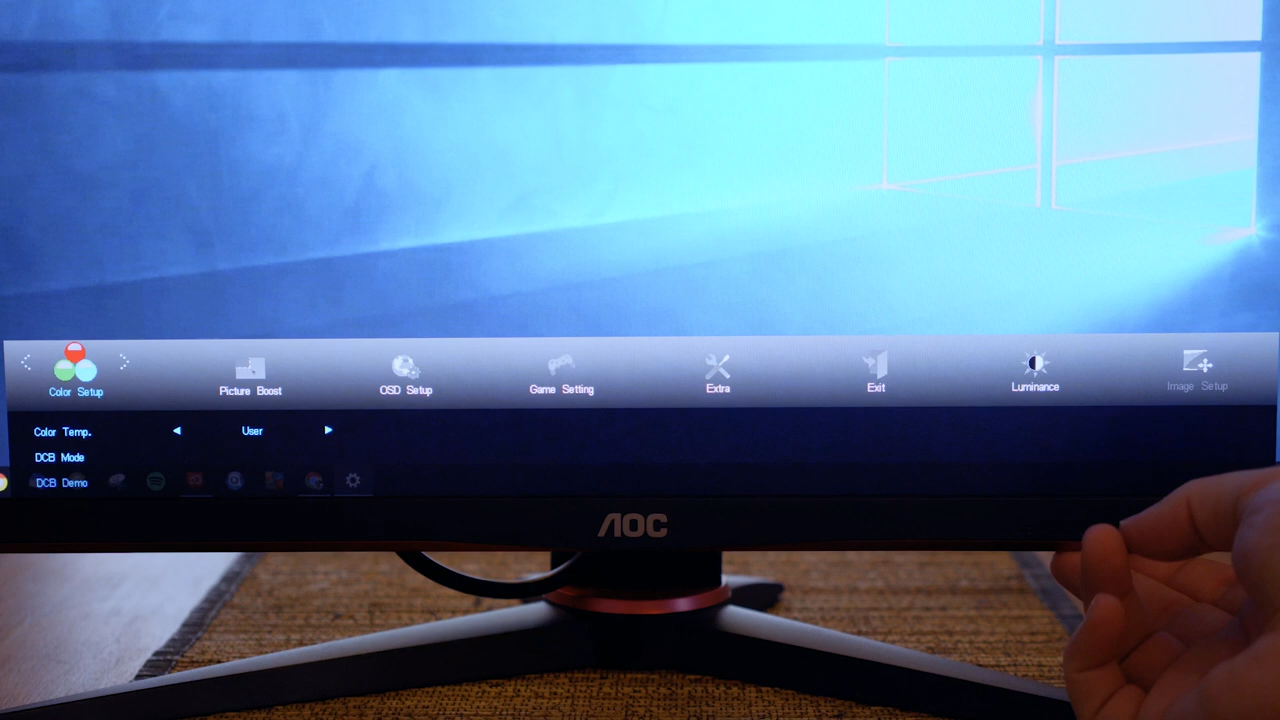 Color Setup
Picture Boost
OSD Setup
Game Setting
Extra
Exit
Luminance
Image Setup
Color Temp. User
DCB Mode
DCB Demo
AOC